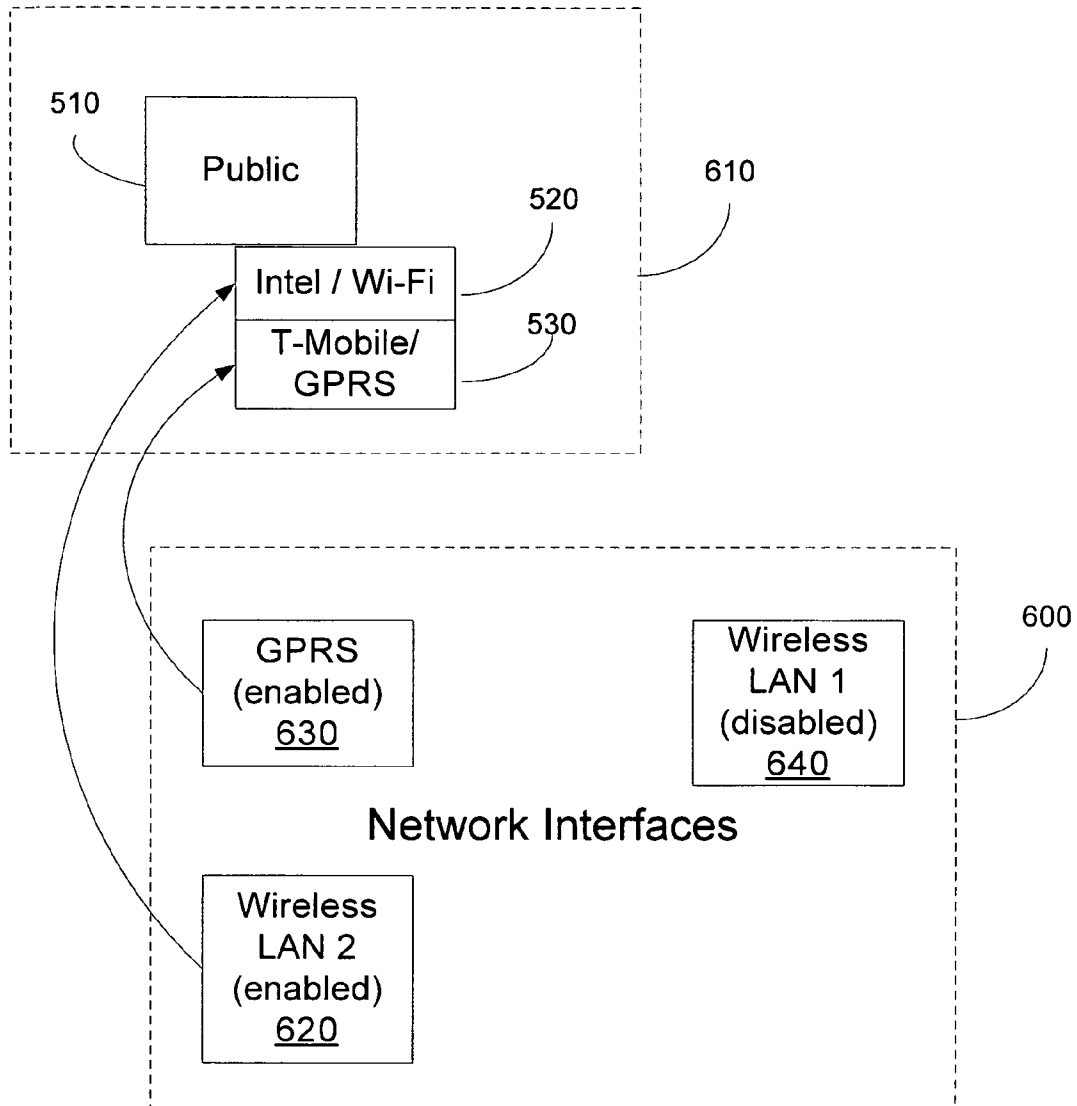 510
Public
610
520
Intel / Wi-Fi
530
T-Mobile/
GPRS
600
GPRS
(enabled)
630
Wireless
LAN 1
(disabled)
640
Network Interfaces
Wireless
LAN 2
(enabled)
620